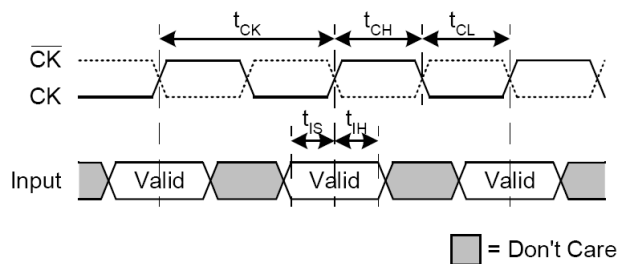 tCK tCH tCL
CK
CK
tIS tIH
Input Valid Valid Valid
= Don't Care